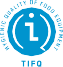 HYGIENIC QUALITY OF FOOD EQUIPMENT
i
TIFQ